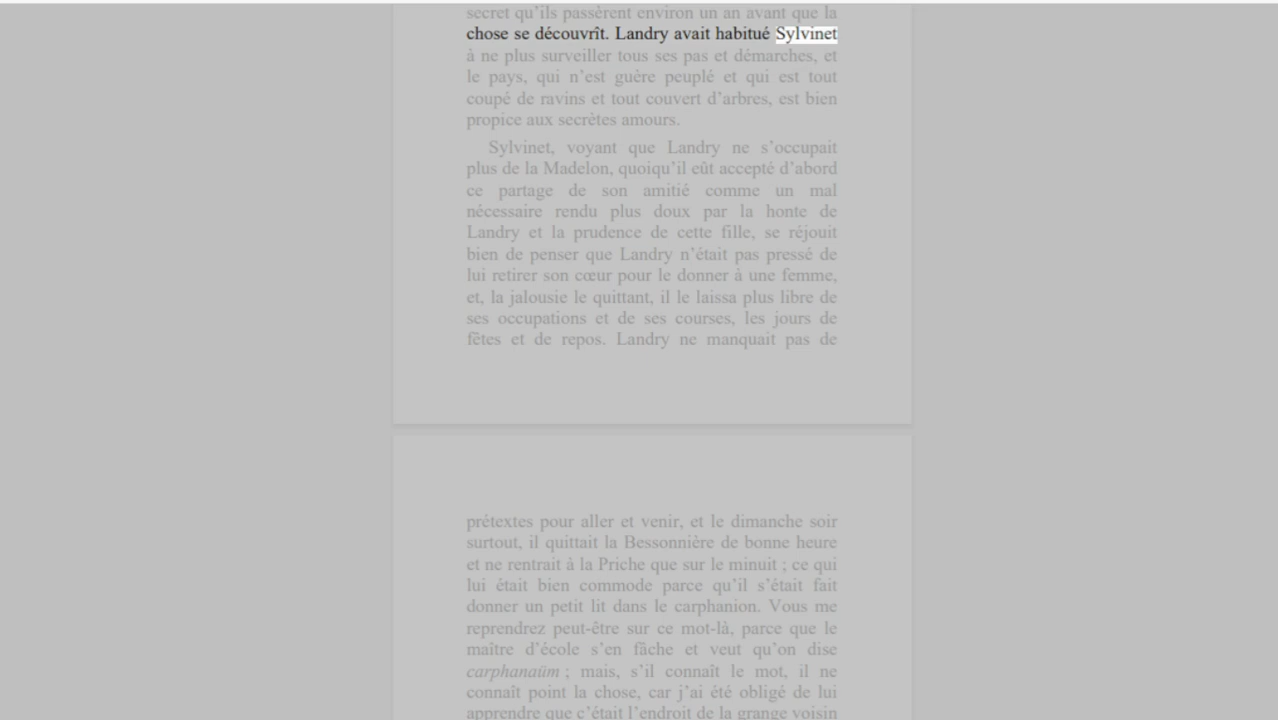 secret qu'ils passèrent environ un an avant que la
chose se découvrît. Landry avait habitué Sylvinet
à ne plus surveiller tous ses pas et démarches, et
le pays, qui n'est guère peuplé et qui est tout
coupé de ravins et tout couvert d'arbres, est bien
propice aux secrètes amours.
Sylvinet, voyant que Landry ne s'occupait
plus de la Madelon, quoiqu'il eût accepté d'abord
ce partage de son amitié comme un mal
nécessaire rendu plus doux par la honte de
Landry et la prudence de cette fille, se réjouit
bien de penser que Landry n'était pas pressé de
lui retirer son cœur pour le donner à une femme,
et, la jalousie le quittant, il le laissa plus libre de
ses occupations et de ses courses, les jours de
fêtes et de repos. Landry ne manquait pas de
prétextes pour aller et venir, et le dimanche soir
surtout, il quittait la Bessonnière de bonne heure
et ne rentrait à la Priche que sur le minuit ; ce qui
lui était bien commode parce qu'il s'était fait
donner un petit lit dans le carphanion. Vous me
reprendrez peut-être sur ce mot-là, parce que le
maître d'école s'en fâche et veut qu'on dise
carphanaüm ; mais, s'il connaît le mot, il ne
connaît point la chose, car j'ai été obligé de lui
apprendre que c'était l'endroit de la grange voisin